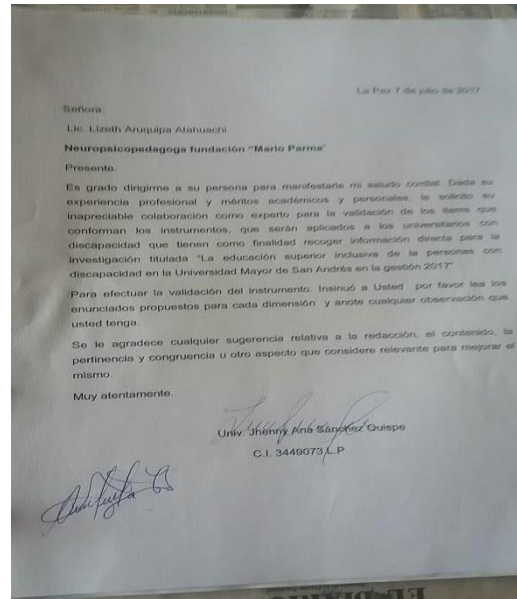 La Paz 7 de julio de 2017
Señora:
Lic. Lizeth Aruquipa Atahuachi
Neuropsicopedagoga fundación "Mario Parma"
Presente.
Es grado dirigirme a su persona para manifestarle mi saludo cordial. Dada su
experiencia profesional y méritos académicos y personales, le solicito su
inapreciable colaboración como experto para la validación de los ítems que
conforman los instrumentos, que serán aplicados a los universitarios con
discapacidad que tienen como finalidad recoger información directa para la
investigación titulada "La educación superior inclusiva de la personas con
discapacidad en la Universidad Mayor de San Andrés en la gestión 2017"
Para efectuar la validación del instrumento. Insinuó a Usted por favor lea los
enunciados propuestos para cada dimensión y anote cualquier observación que
usted tenga.
Se le agradece cualquier sugerencia relativa a la redacción, el contenido, la
pertinencia y congruencia u otro aspecto que considere relevante para mejorar el
mismo.
Muy atentamente.
Univ. Jhenny Ana Sánchez Quispe
C.I. 3449073 L.P
EL DIARIO